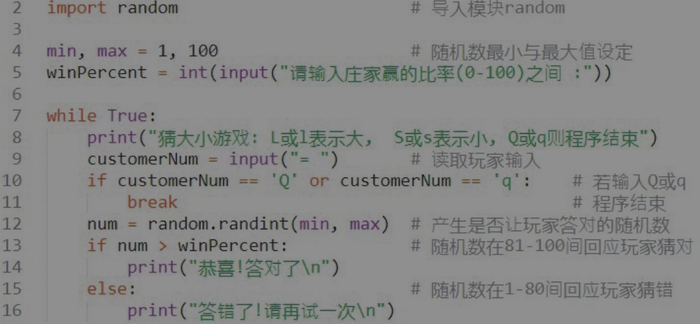 2 import random # 导入模块random
3
4 min, max = 1, 100 # 随机数最小与最大值设定
5 winPercent = int(input("请输入庄家赢的比率(0-100)之间 :"))
6
7 while True:
8 print("猜大小游戏: L或l表示大, S或s表示小, Q或q则程序结束")
9 customerNum = input("= ") # 读取玩家输入
10 if customerNum == 'Q' or customerNum == 'q': # 若输入Q或q
11 break # 程序结束
12 num = random.randint(min, max) # 产生是否让玩家答对的随机数
13 if num > winPercent: # 随机数在81-100间回应玩家猜对
14 print("恭喜!答对了\n")
15 else: # 随机数在1-80间回应玩家猜错
16 print("答错了!请再试一次\n")